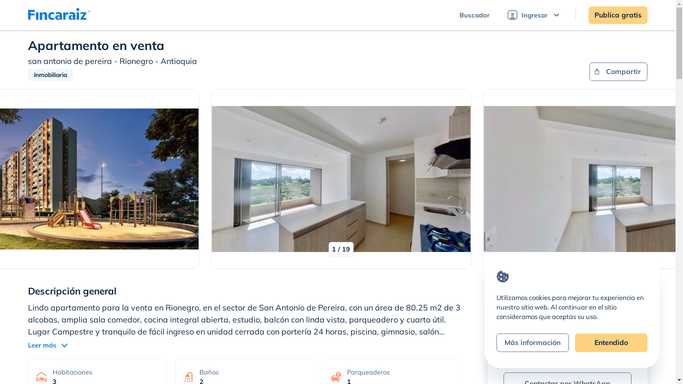 Fincaraiz
Buscador
Ingresar
Publica gratis
Apartamento en venta
san antonio de pereira - Rionegro - Antioquia
Inmobiliaria
Compartir
1 / 19
Descripción general
Lindo apartamento para la venta en Rionegro, en el sector de San Antonio de Pereira, con un área de 80.25 m2 de 3
alcobas, amplia sala comedor, cocina integral abierta, estudio, balcón con linda vista, parqueadero y cuarto útil.
Lugar Campestre y tranquilo de fácil ingreso en unidad cerrada con portería 24 horas, piscina, gimnasio, salón...
Leer más
Habitaciones
3
Baños
2
Parqueaderos
1
Utilizamos cookies para mejorar tu experiencia en
nuestro sitio web. Al continuar en el sitio
consideramos que aceptas su uso.
Más información
Entendido
Contactar por WhatsApp